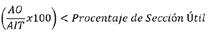 (AO/AIT x100) < Procentaje de Sección Útil